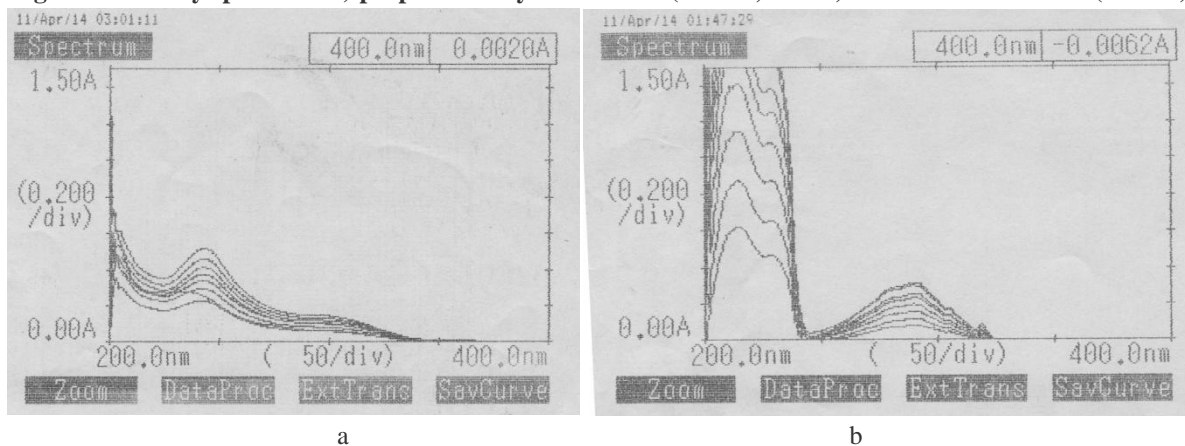 11/Apr/14 03:01:11
Spectrum
400.0nm 0.0020A
1.50A
(0.200
/div)
0.00A
200.0nm ( 50/div) 400.0nm
Zoom DataProc ExtTrans SavCurve
a
11/Apr/14 01:47:29
Spectrum
400.0nm -0.0062A
1.50A
(0.200
/div)
0.00A
200.0nm ( 50/div) 400.0nm
Zoom DataProc ExtTrans SavCurve
b